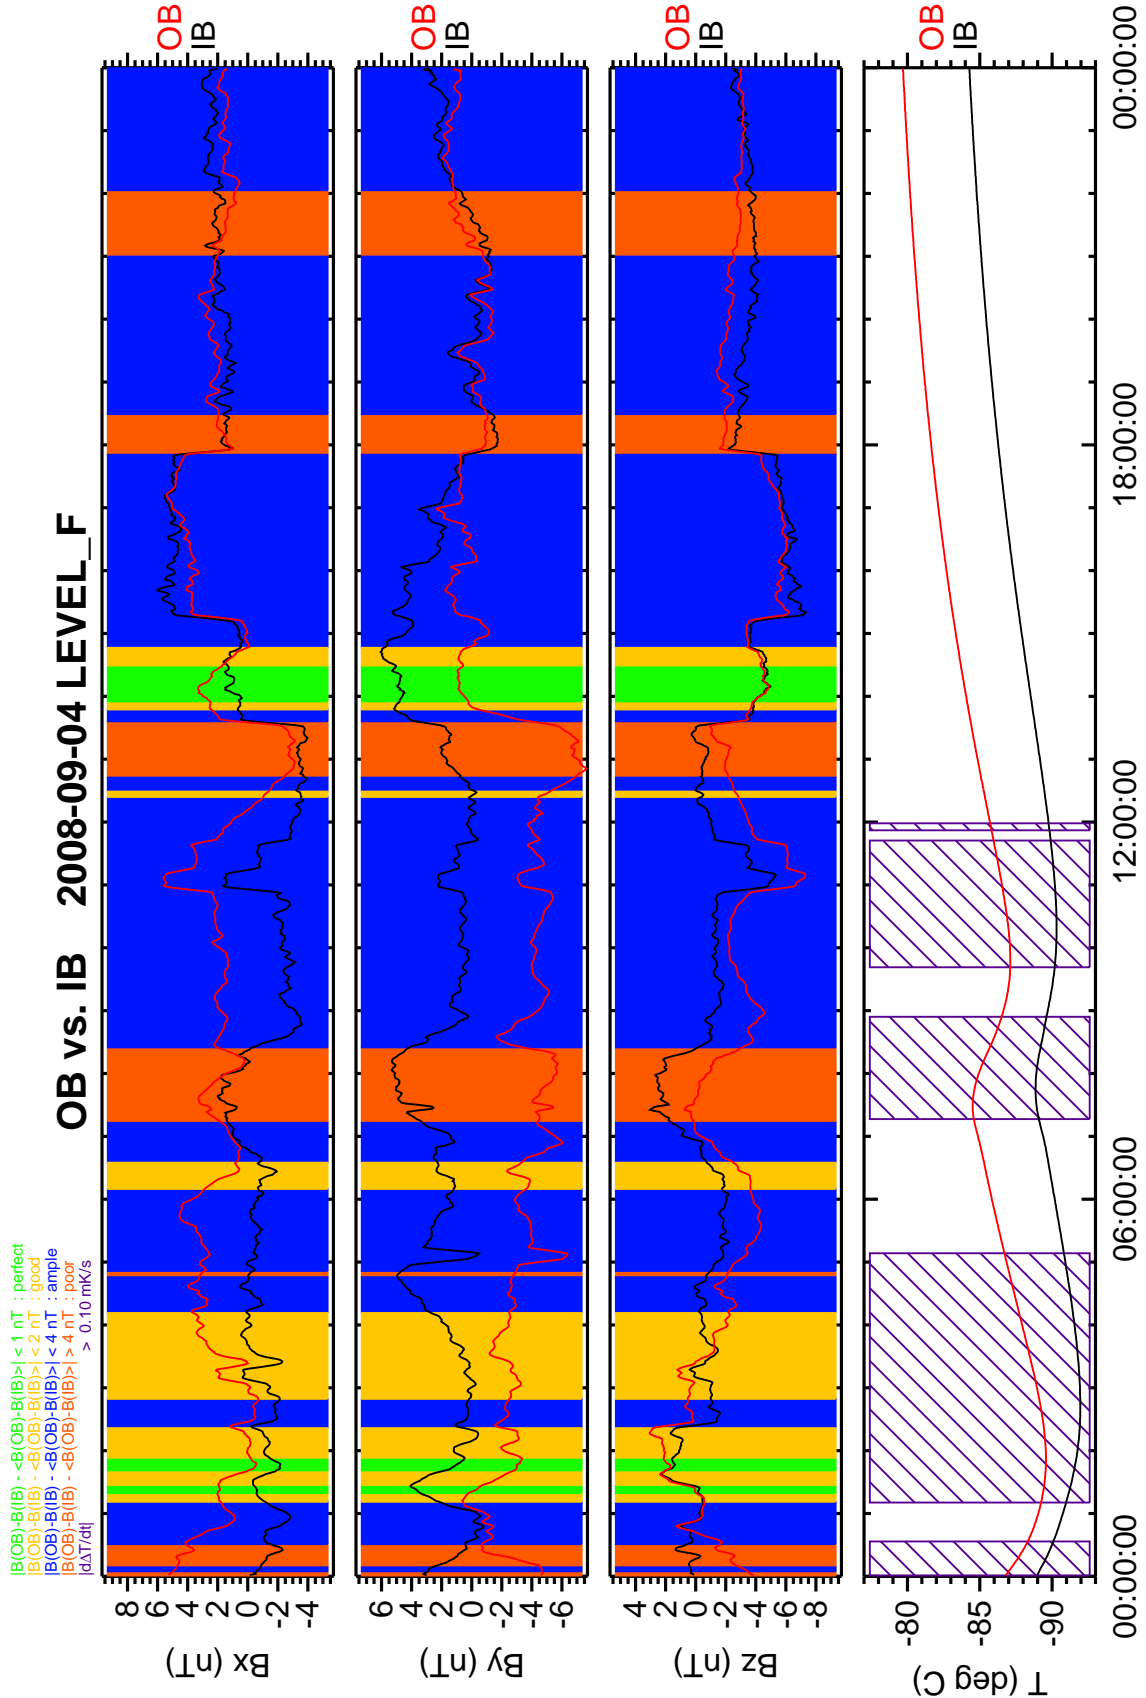 OB vs. IB 2008-09-04 LEVEL_F
|B(OB)-B(IB) - <B(OB)-B(IB)>| < 1 nT : perfect
|B(OB)-B(IB) - <B(OB)-B(IB)>| < 2 nT : good
|B(OB)-B(IB) - <B(OB)-B(IB)>| < 4 nT : ample
|B(OB)-B(IB) - <B(OB)-B(IB)>| > 4 nT : poor
|dΔT/dt| > 0.10 mK/s
Bx (nT)
8
6
4
2
0
-2
-4
OB
IB
By (nT)
6
4
2
0
-2
-4
-6
OB
IB
Bz (nT)
4
2
0
-2
-4
-6
-8
OB
IB
T (deg C)
-80
-85
-90
OB
IB
00:00:00
06:00:00
12:00:00
18:00:00
00:00:00